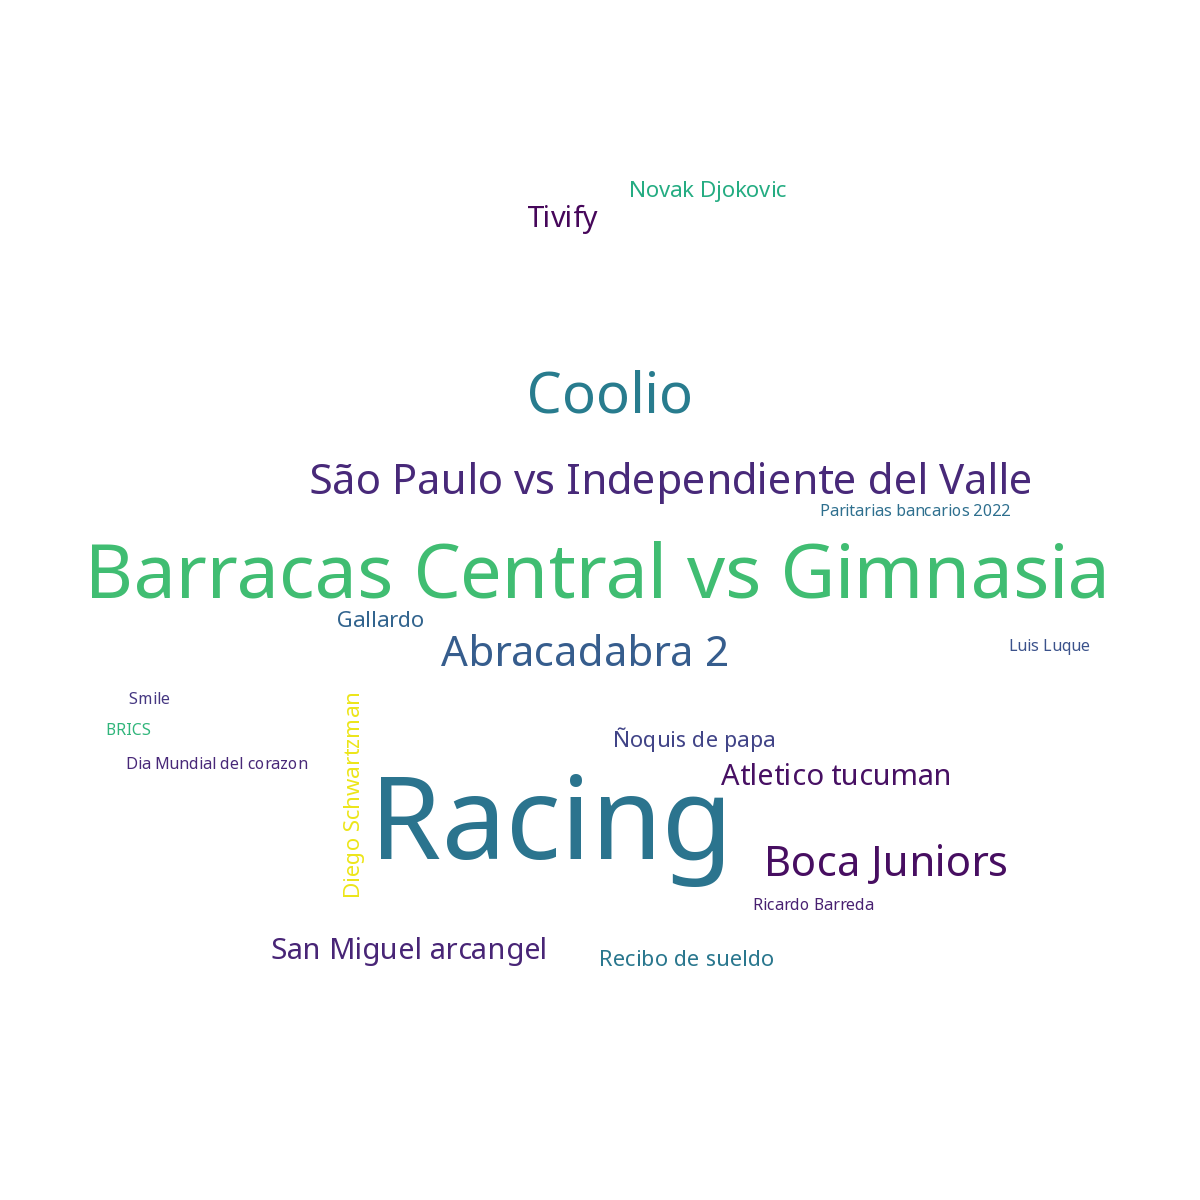 Novak Djokovic
Tivify
Coolio
São Paulo vs Independiente del Valle
Paritarias bancarios 2022
Barracas Central vs Gimnasia
Gallardo
Abracadabra 2
Luis Luque
Smile
BRICS
Dia Mundial del corazon
Diego Schwartzman
Ñoquis de papa
Atletico tucuman
Racing
Boca Juniors
Ricardo Barreda
San Miguel arcangel
Recibo de sueldo